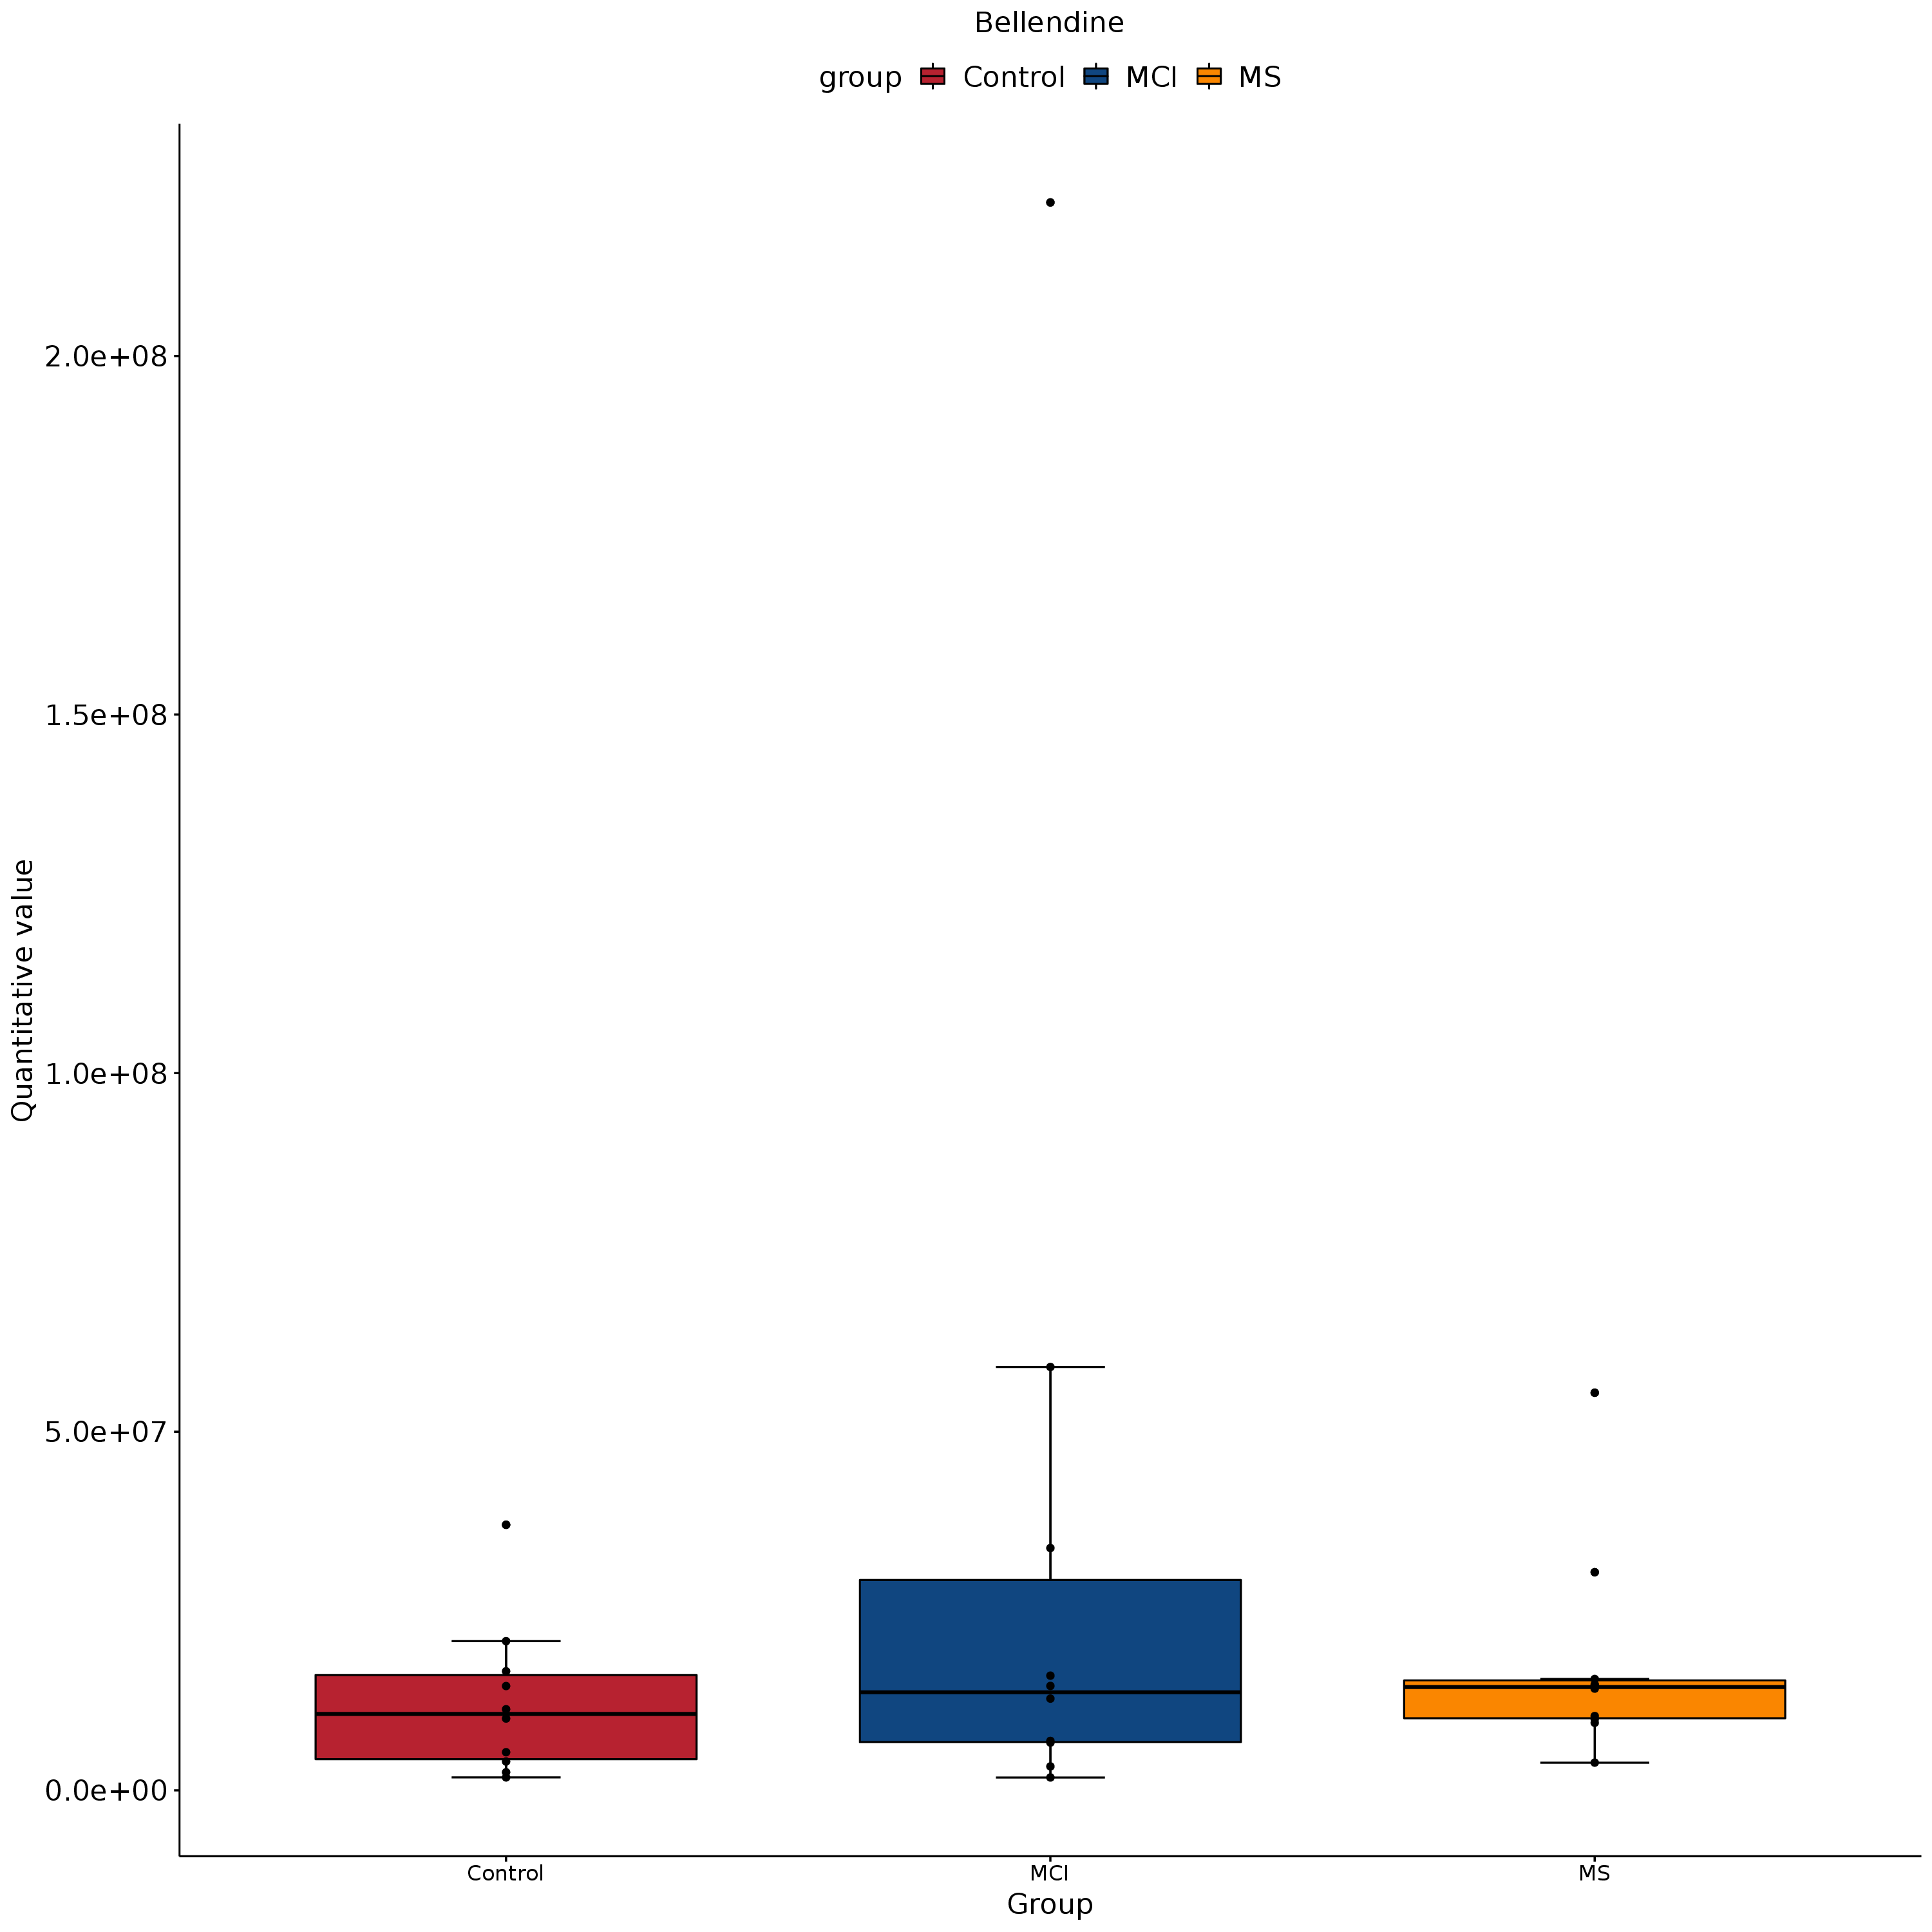 Bellendine
group Control MCI MS
Quantitative value
2.0e+08
1.5e+08
1.0e+08
5.0e+07
0.0e+00
Control MCI MS
Group